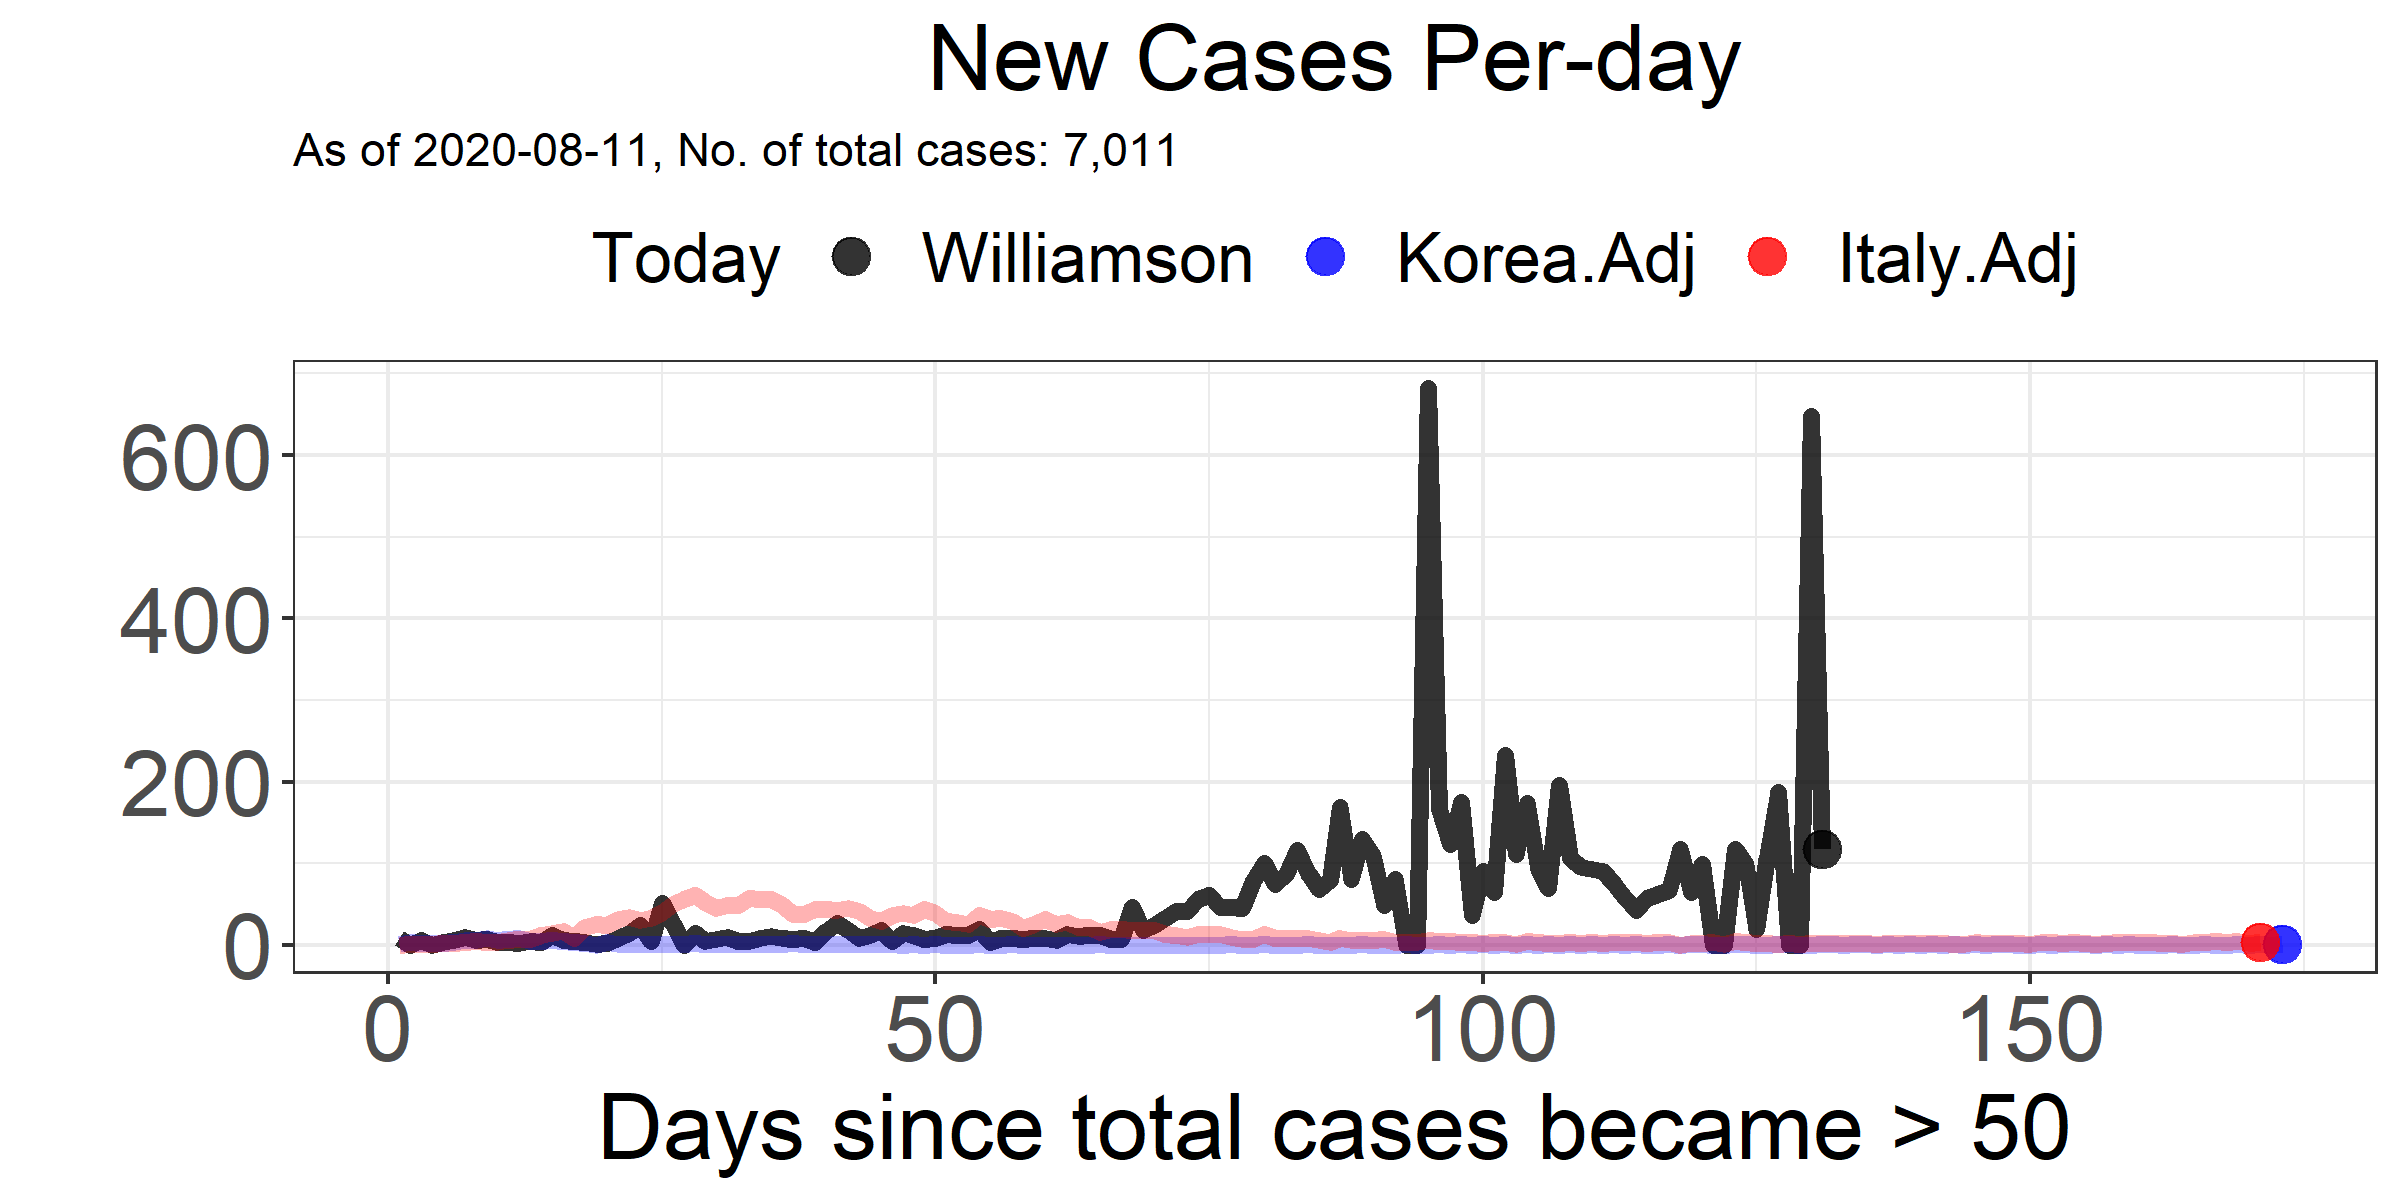 New Cases Per-day
As of 2020-08-11, No. of total cases: 7,011
Today Williamson Korea.Adj Italy.Adj
600
400
200
0
0 50 100 150
Days since total cases became > 50